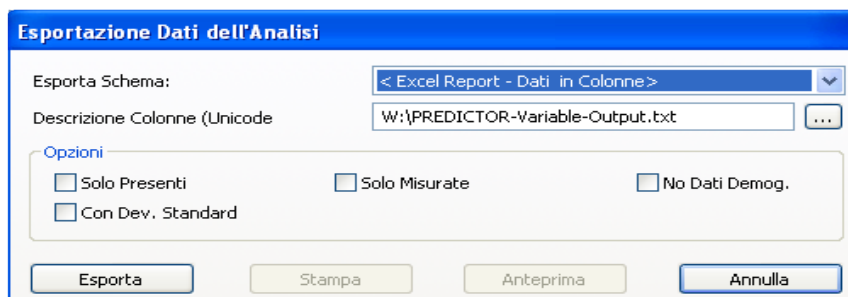 Esportazione Dati dell'Analisi
Esporta Schema: < Excel Report - Dati in Colonne>
Descrizione Colonne (Unicode W:\PREDICTOR-Variable-Output.txt ...
Opzioni
Solo Presenti Solo Misurate No Dati Demog.
Con Dev. Standard
Esporta Stampa Anteprima Annulla